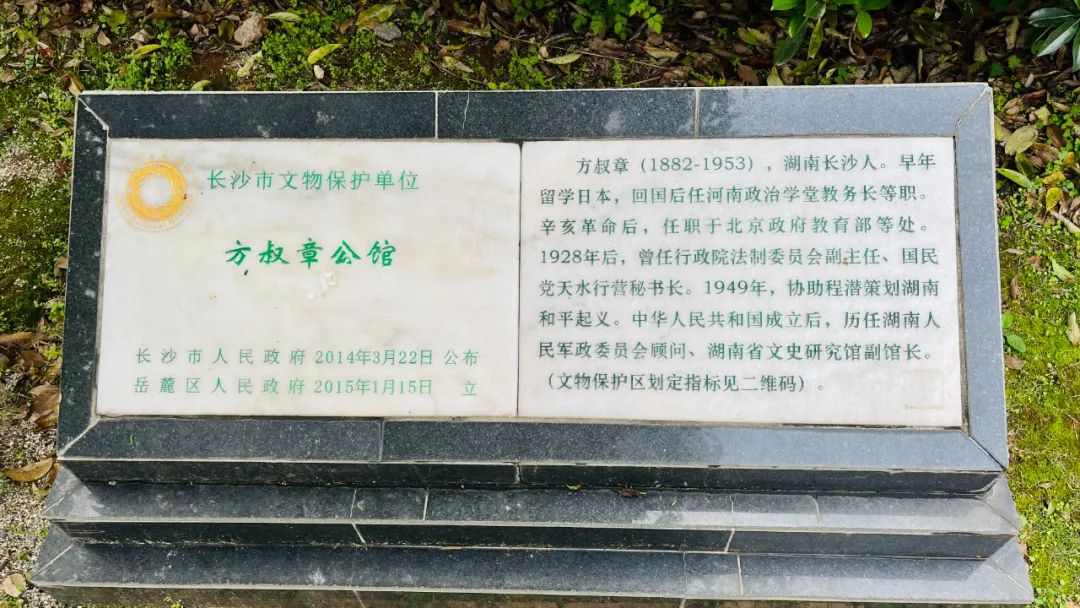 长沙市文物保护单位
方叔章公馆
长沙市人民政府 2014年3月22日 公布
岳麓区人民政府 2015年1月15日 立
方叔章（1882-1953），湖南长沙人。早年
留学日本，回国后任河南政治学堂教务长等职。
辛亥革命后，任职于北京政府教育部等处。
1928年后，曾任行政院法制委员会副主任、国民
党天水行营秘书长。1949年，协助程潜策划湖南
和平起义。中华人民共和国成立后，历任湖南人
民军政委员会顾问、湖南省文史研究馆副馆长。
（文物保护区划定指标见二维码）。